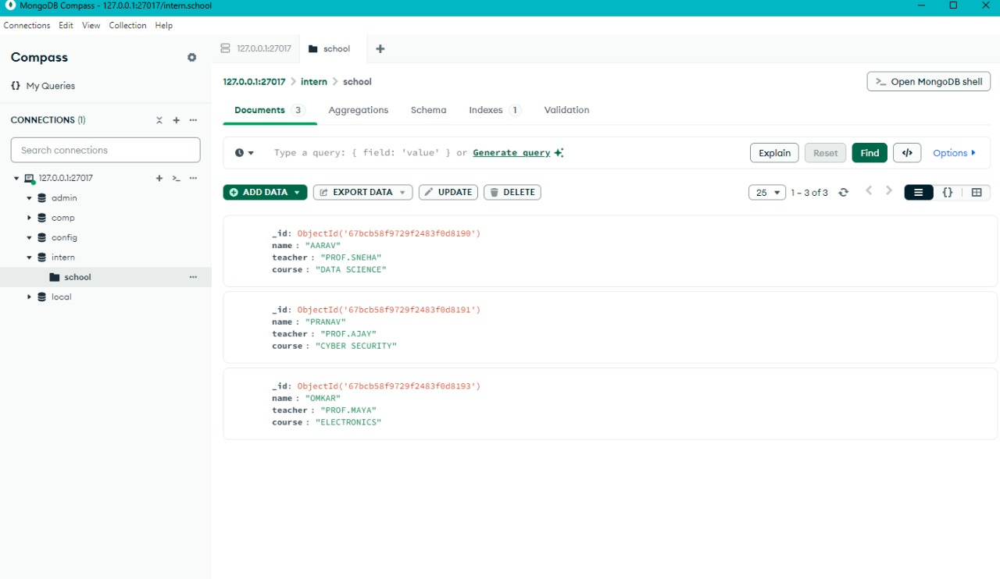 MongoDB Compass - 127.0.0.1:27017/intern.school
Connections Edit View Collection Help
Compass
{} My Queries
CONNECTIONS (1)
Search connections
127.0.0.1:27017
admin
comp
config
intern
school
local
127.0.0.1:27017 school
127.0.0.1:27017 > intern > school
>_ Open MongoDB shell
Documents 3 Aggregations Schema Indexes 1 Validation
Type a query: { field: 'value' } or Generate query
Explain Reset Find </> Options
ADD DATA EXPORT DATA UPDATE DELETE
25 1 – 3 of 3 {}
_id: ObjectId('67bcb58f9729f2483f0d8190')
name : "AARAV"
teacher : "PROF.SNEHA"
course : "DATA SCIENCE"
_id: ObjectId('67bcb58f9729f2483f0d8191')
name : "PRANAV"
teacher : "PROF.AJAY"
course : "CYBER SECURITY"
_id: ObjectId('67bcb58f9729f2483f0d8193')
name : "OMKAR"
teacher : "PROF.MAYA"
course : "ELECTRONICS"